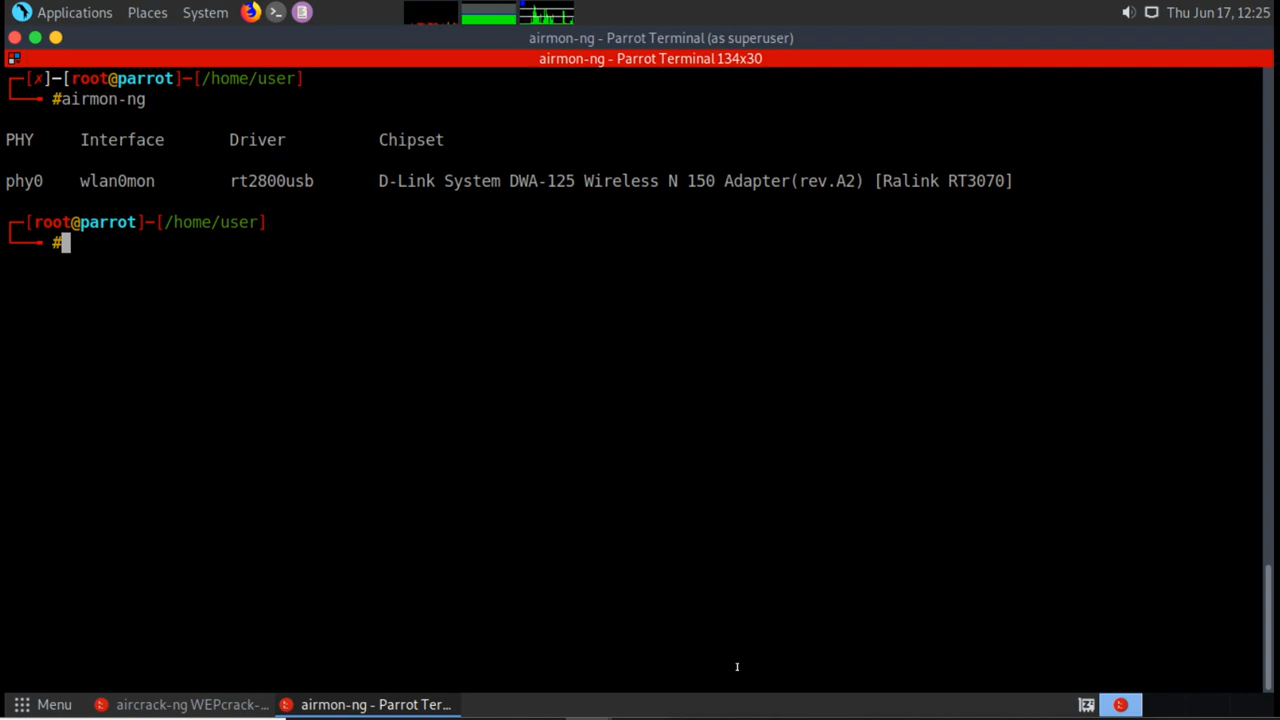 Applications Places System Thu Jun 17, 12:25
airmon-ng - Parrot Terminal (as superuser)
airmon-ng - Parrot Terminal 134x30
[✗]─[root@parrot]─[/home/user]
#airmon-ng
PHY Interface Driver Chipset
phy0 wlan0mon rt2800usb D-Link System DWA-125 Wireless N 150 Adapter(rev.A2) [Ralink RT3070]
[root@parrot]─[/home/user]
#
Menu aircrack-ng WEPcrack-... airmon-ng - Parrot Ter...